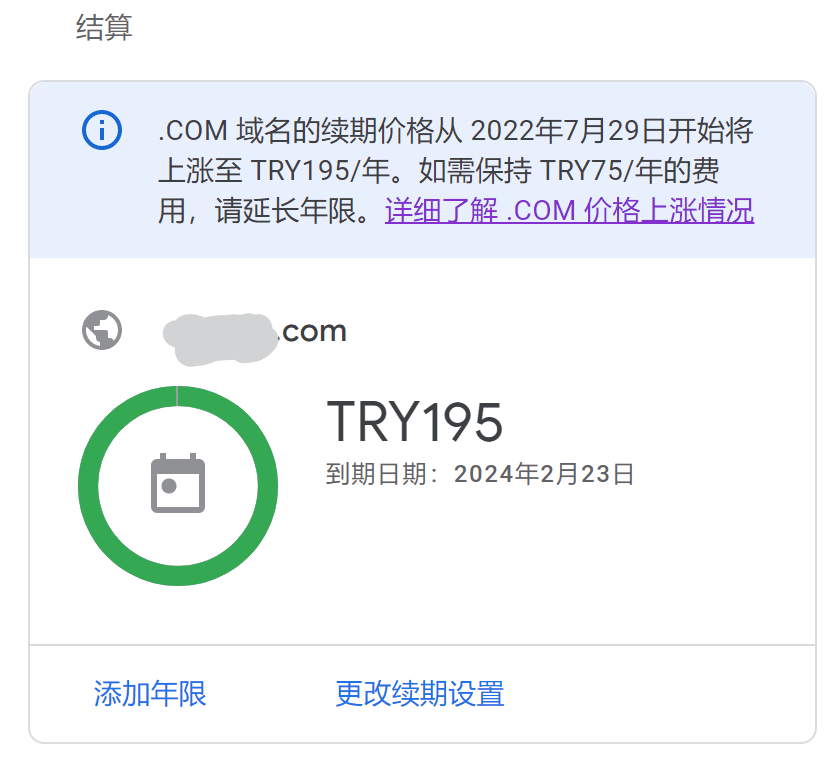 结算
.COM 域名的续期价格从 2022年7月29日开始将
上涨至 TRY195/年。如需保持 TRY75/年的费
用，请延长年限。详细了解 .COM 价格上涨情况
.com
TRY195
到期日期：2024年2月23日
添加年限
更改续期设置